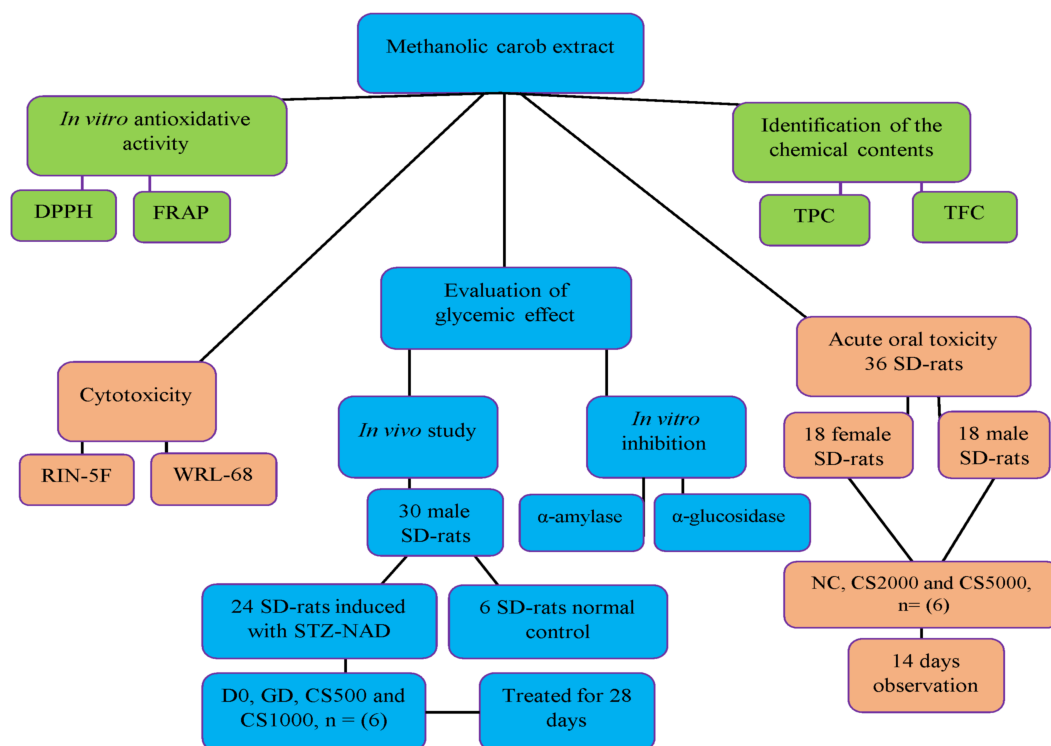 Methanolic carob extract
In vitro antioxidative
activity
DPPH
FRAP
Identification of the
chemical contents
TPC
TFC
Evaluation of
glycemic effect
Cytotoxicity
RIN-5F
WRL-68
In vivo study
In vitro
inhibition
30 male
SD-rats
α-amylase
α-glucosidase
24 SD-rats induced
with STZ-NAD
6 SD-rats normal
control
D0, GD, CS500 and
CS1000, n = (6)
Treated for 28
days
Acute oral toxicity
36 SD-rats
18 female
SD-rats
18 male
SD-rats
NC, CS2000 and CS5000,
n= (6)
14 days
observation